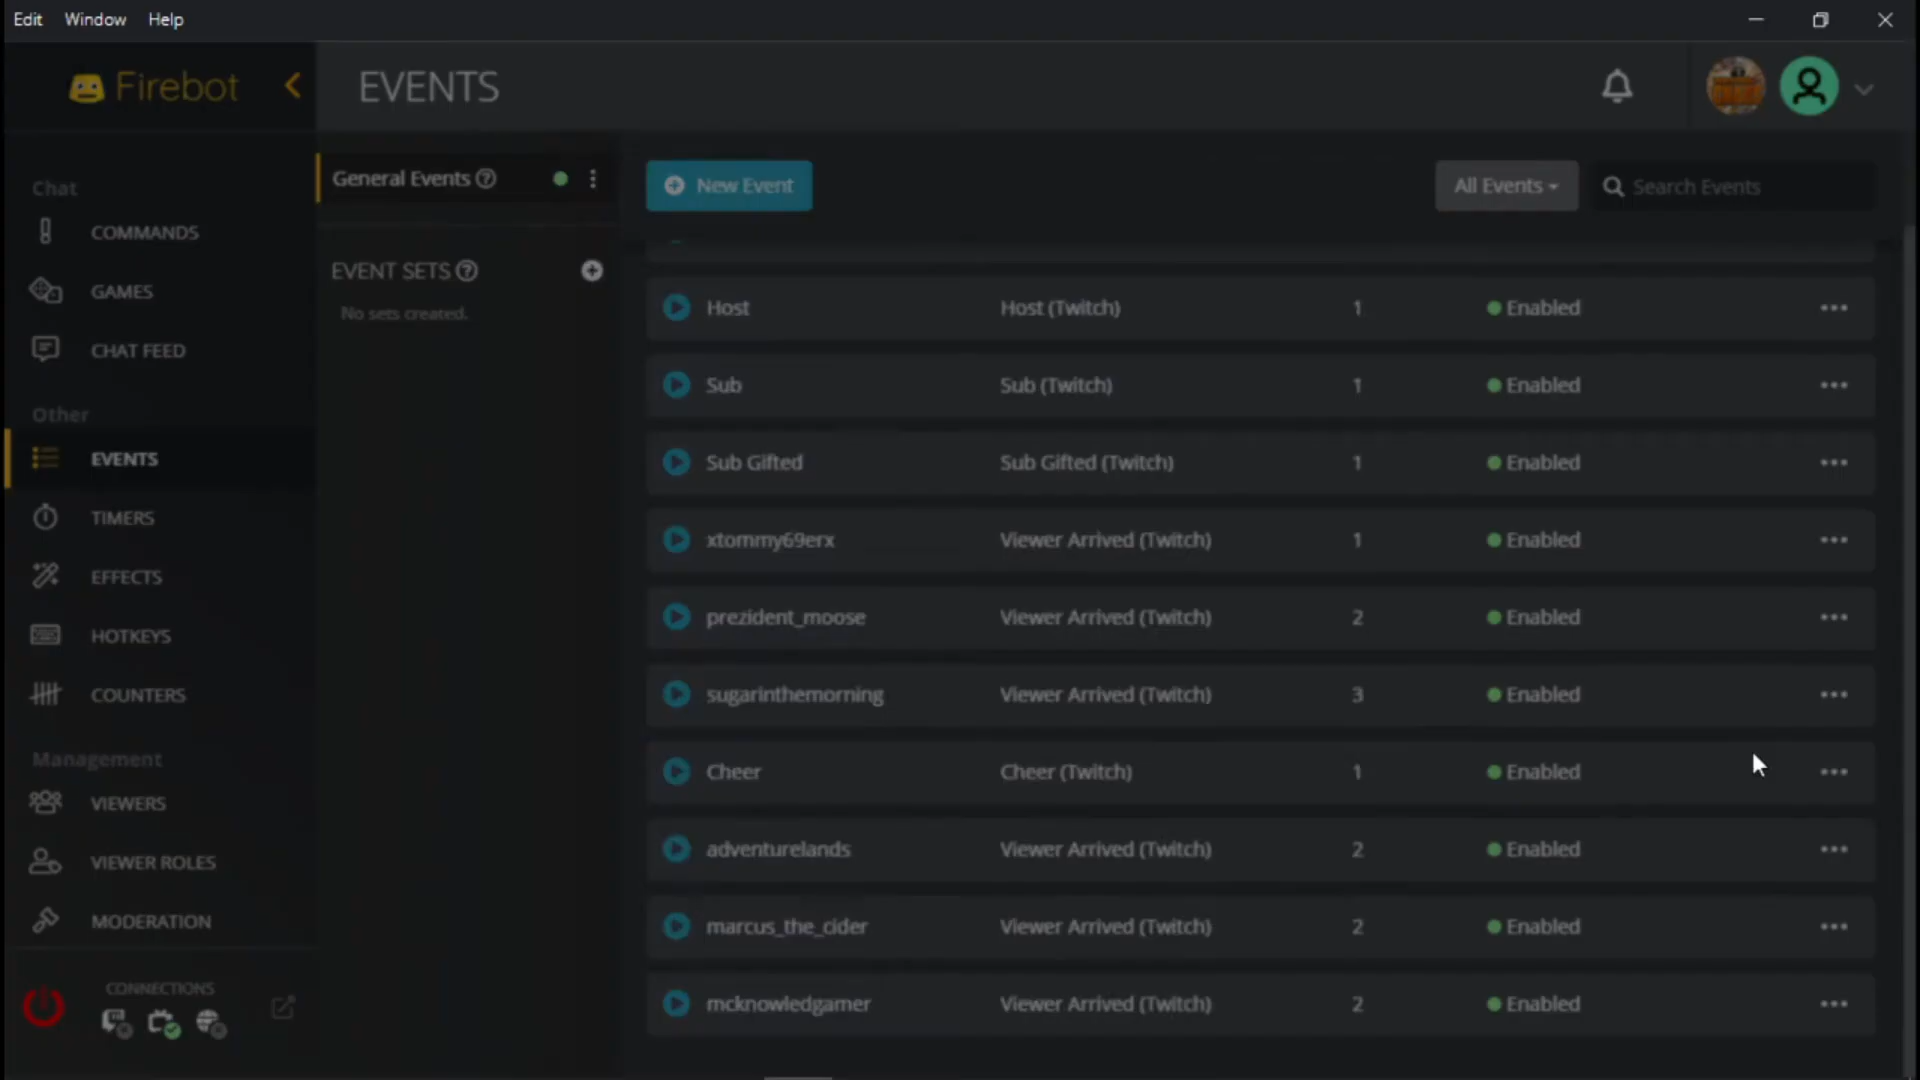 Edit Window Help
Firebot
EVENTS
Chat
COMMANDS
GAMES
CHAT FEED
Other
EVENTS
TIMERS
EFFECTS
HOTKEYS
COUNTERS
Management
VIEWERS
VIEWER ROLES
MODERATION
CONNECTIONS
General Events
EVENT SETS
No sets created.
New Event
All Events
Search Events
Host Host (Twitch) 1 Enabled
Sub Sub (Twitch) 1 Enabled
Sub Gifted Sub Gifted (Twitch) 1 Enabled
xtommy69erx Viewer Arrived (Twitch) 1 Enabled
prezident_moose Viewer Arrived (Twitch) 2 Enabled
sugarinthemorning Viewer Arrived (Twitch) 3 Enabled
Cheer Cheer (Twitch) 1 Enabled
adventurelands Viewer Arrived (Twitch) 2 Enabled
marcus_the_cider Viewer Arrived (Twitch) 2 Enabled
mcknowledgamer Viewer Arrived (Twitch) 2 Enabled